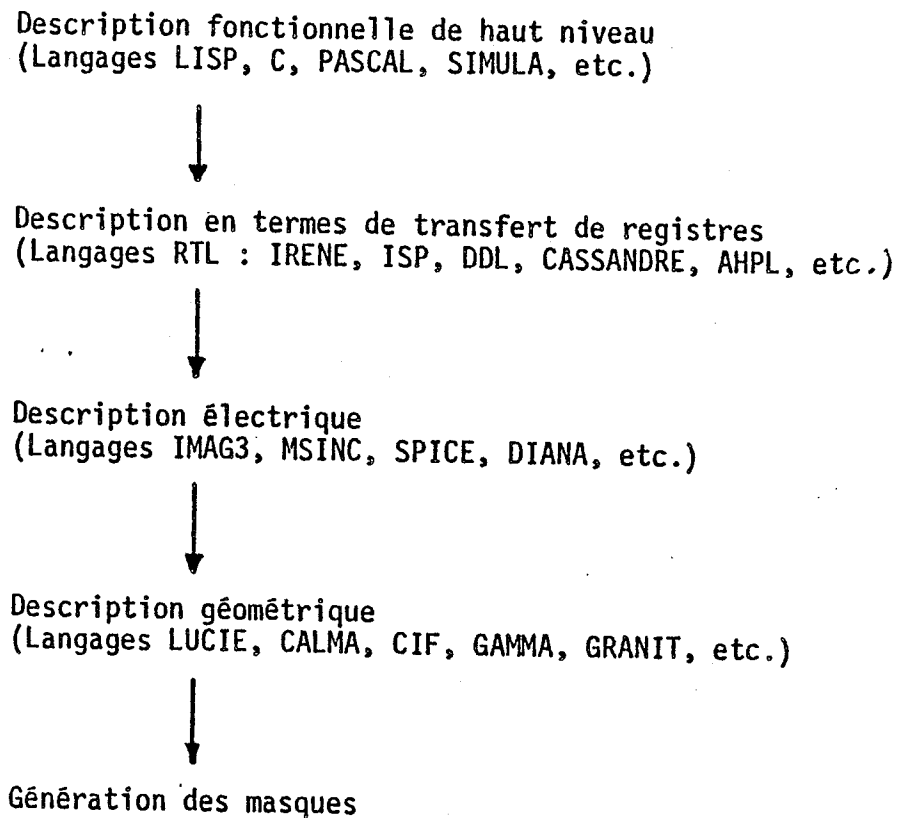 Description fonctionnelle de haut niveau
(Langages LISP, C, PASCAL, SIMULA, etc.)
Description en termes de transfert de registres
(Langages RTL : IRENE, ISP, DDL, CASSANDRE, AHPL, etc.)
Description électrique
(Langages IMAG3, MSINC, SPICE, DIANA, etc.)
Description géométrique
(Langages LUCIE, CALMA, CIF, GAMMA, GRANIT, etc.)
Génération des masques